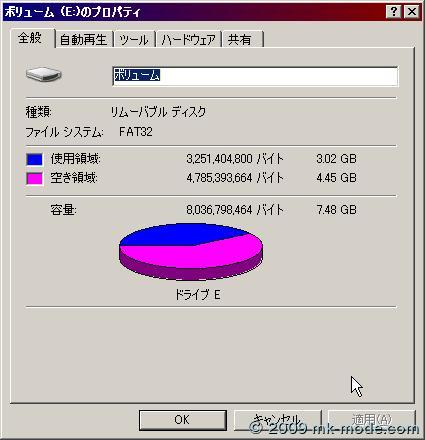 ボリューム (E:)のプロパティ
全般 自動再生 ツール ハードウェア 共有
ボリューム
種類: リムーバブル ディスク
ファイル システム: FAT32
使用領域: 3,251,404,800 バイト 3.02 GB
空き領域: 4,785,393,664 バイト 4.45 GB
容量: 8,036,798,464 バイト 7.48 GB
ドライブ E
OK キャンセル 適用(A)
© 2009 mk-mode.com